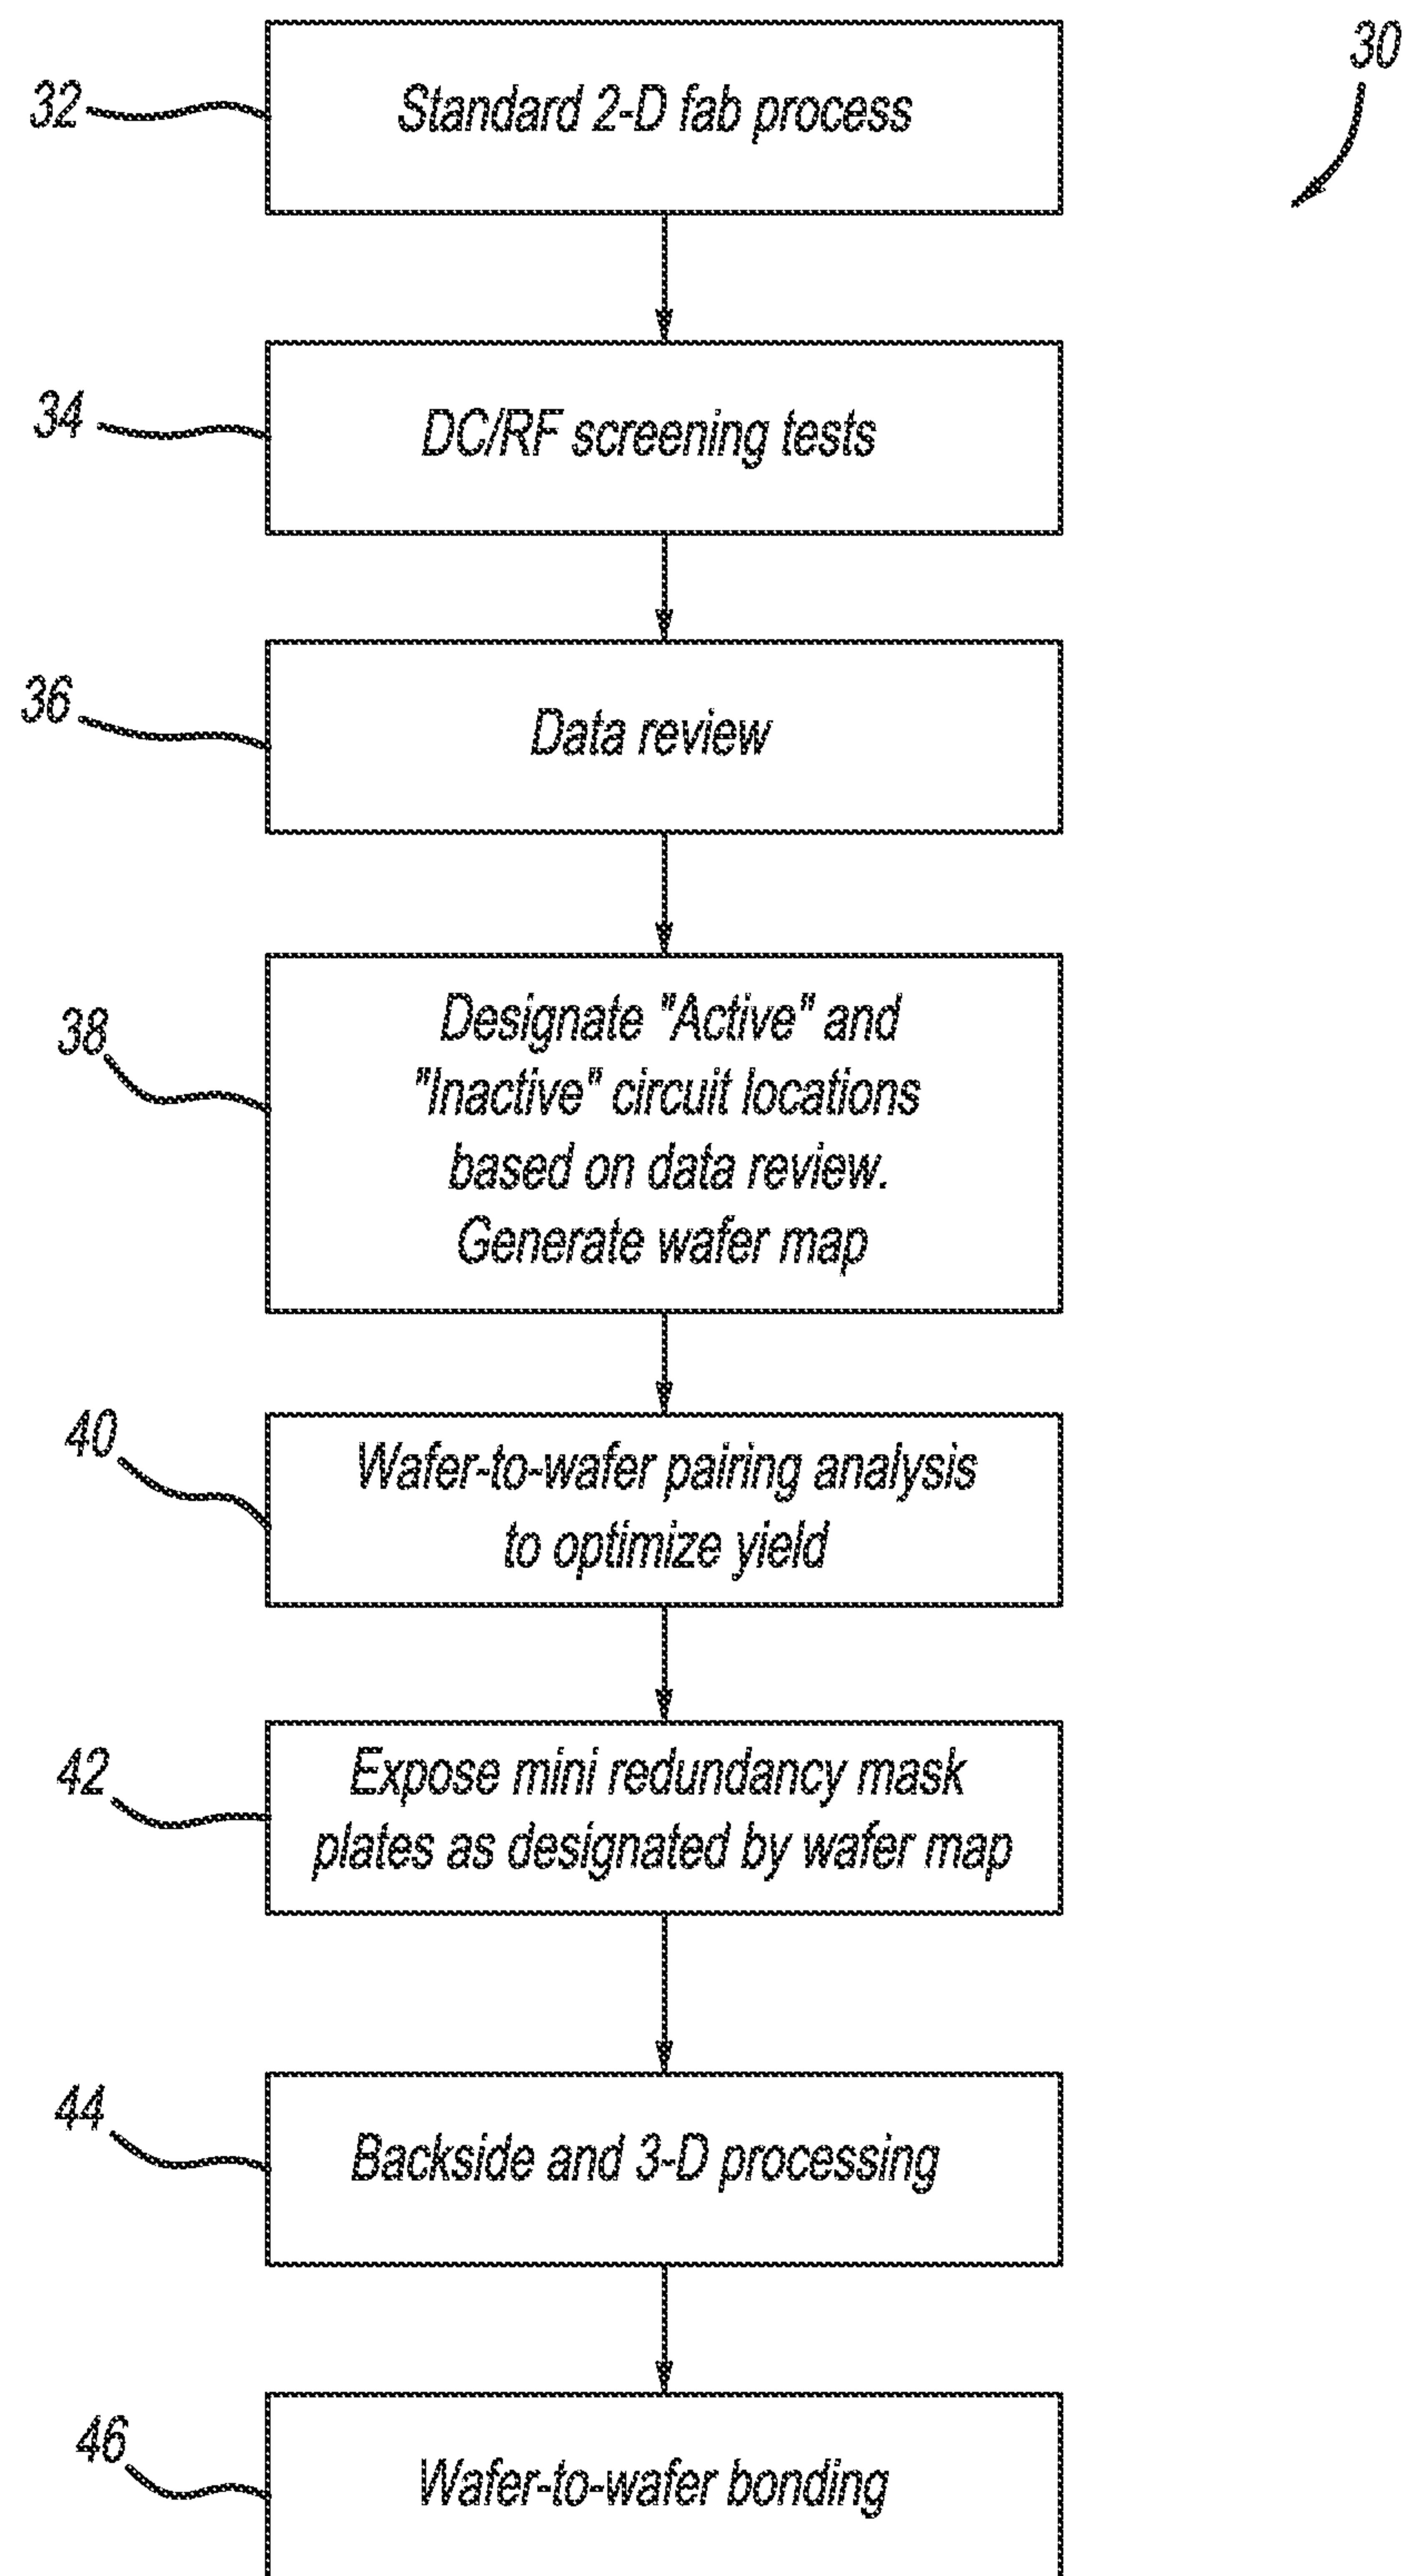 30
32
Standard 2-D fab process
34
DC/RF screening tests
36
Data review
38
Designate "Active" and
"Inactive" circuit locations
based on data review.
Generate wafer map
40
Wafer-to-wafer pairing analysis
to optimize yield
42
Expose mini redundancy mask
plates as designated by wafer map
44
Backside and 3-D processing
46
Wafer-to-wafer bonding